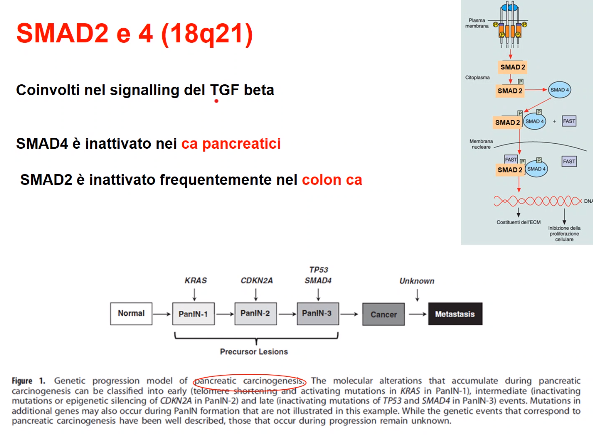 SMAD2 e 4 (18q21)
Coinvolti nel signalling del TGF beta
SMAD4 è inattivato nei ca pancreatici
SMAD2 è inattivato frequentemente nel colon ca
Plasma
membrana
P
P
SMAD 2
Citoplasma
P
SMAD 2
SMAD 4
P
P
SMAD 2
SMAD 4
+
FAST
Membrana
nucleare
FAST
P
P
SMAD 2
SMAD 4
FAST
DNA
Costituenti dell'ECM
Inibizione della
proliferazione
cellulare
KRAS
CDKN2A
TP53
SMAD4
Unknown
Normal
PanIN-1
PanIN-2
PanIN-3
Cancer
Metastasis
Precursor Lesions
Figure 1. Genetic progression model of pancreatic carcinogenesis. The molecular alterations that accumulate during pancreatic
carcinogenesis can be classified into early (telomere shortening and activating mutations in KRAS in PanIN-1), intermediate (inactivating
mutations or epigenetic silencing of CDKN2A in PanIN-2) and late (inactivating mutations of TP53 and SMAD4 in PanIN-3) events. Mutations in
additional genes may also occur during PanIN formation that are not illustrated in this example. While the genetic events that correspond to
pancreatic carcinogenesis have been well described, those that occur during progression remain unknown.